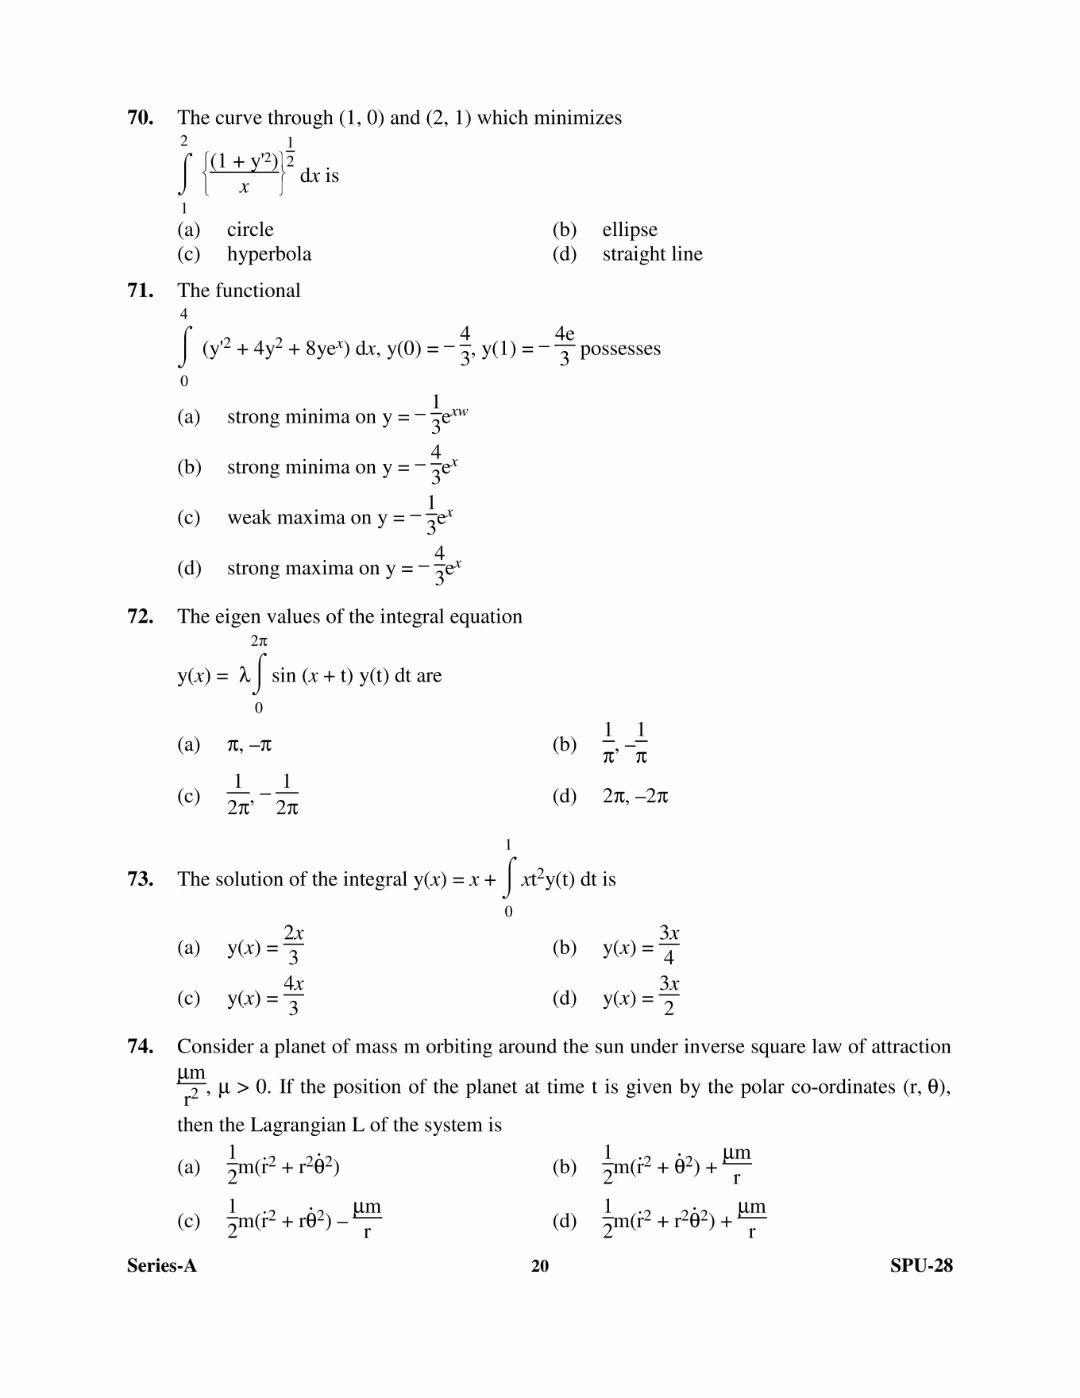 70. The curve through (1, 0) and (2, 1) which minimizes
∫₁² {(1 + y'²)/x}^(1/2) dx is
(a) circle (b) ellipse
(c) hyperbola (d) straight line
71. The functional
∫₀⁴ (y'² + 4y² + 8yeˣ) dx, y(0) = –4/3, y(1) = –4e/3 possesses
(a) strong minima on y = –1/3 e^(xw)
(b) strong minima on y = –4/3 eˣ
(c) weak maxima on y = –1/3 eˣ
(d) strong maxima on y = –4/3 eˣ
72. The eigen values of the integral equation
y(x) = λ ∫₀^(2π) sin (x + t) y(t) dt are
(a) π, –π (b) 1/π, –1/π
(c) 1/2π, –1/2π (d) 2π, –2π
73. The solution of the integral y(x) = x + ∫₀¹ xt²y(t) dt is
(a) y(x) = 2x/3 (b) y(x) = 3x/4
(c) y(x) = 4x/3 (d) y(x) = 3x/2
74. Consider a planet of mass m orbiting around the sun under inverse square law of attraction
μm/r², μ > 0. If the position of the planet at time t is given by the polar co-ordinates (r, θ),
then the Lagrangian L of the system is
(a) 1/2 m(ṙ² + r²θ̇²) (b) 1/2 m(ṙ² + θ̇²) + μm/r
(c) 1/2 m(ṙ² + rθ̇²) – μm/r (d) 1/2 m(ṙ² + r²θ̇²) + μm/r
Series-A 20 SPU-28